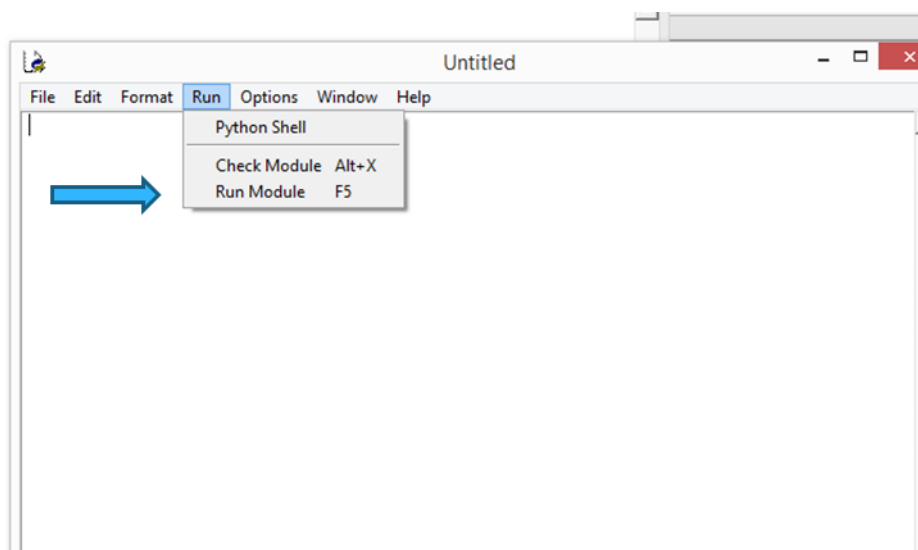 Untitled
File Edit Format Run Options Window Help
Python Shell
Check Module Alt+X
Run Module F5